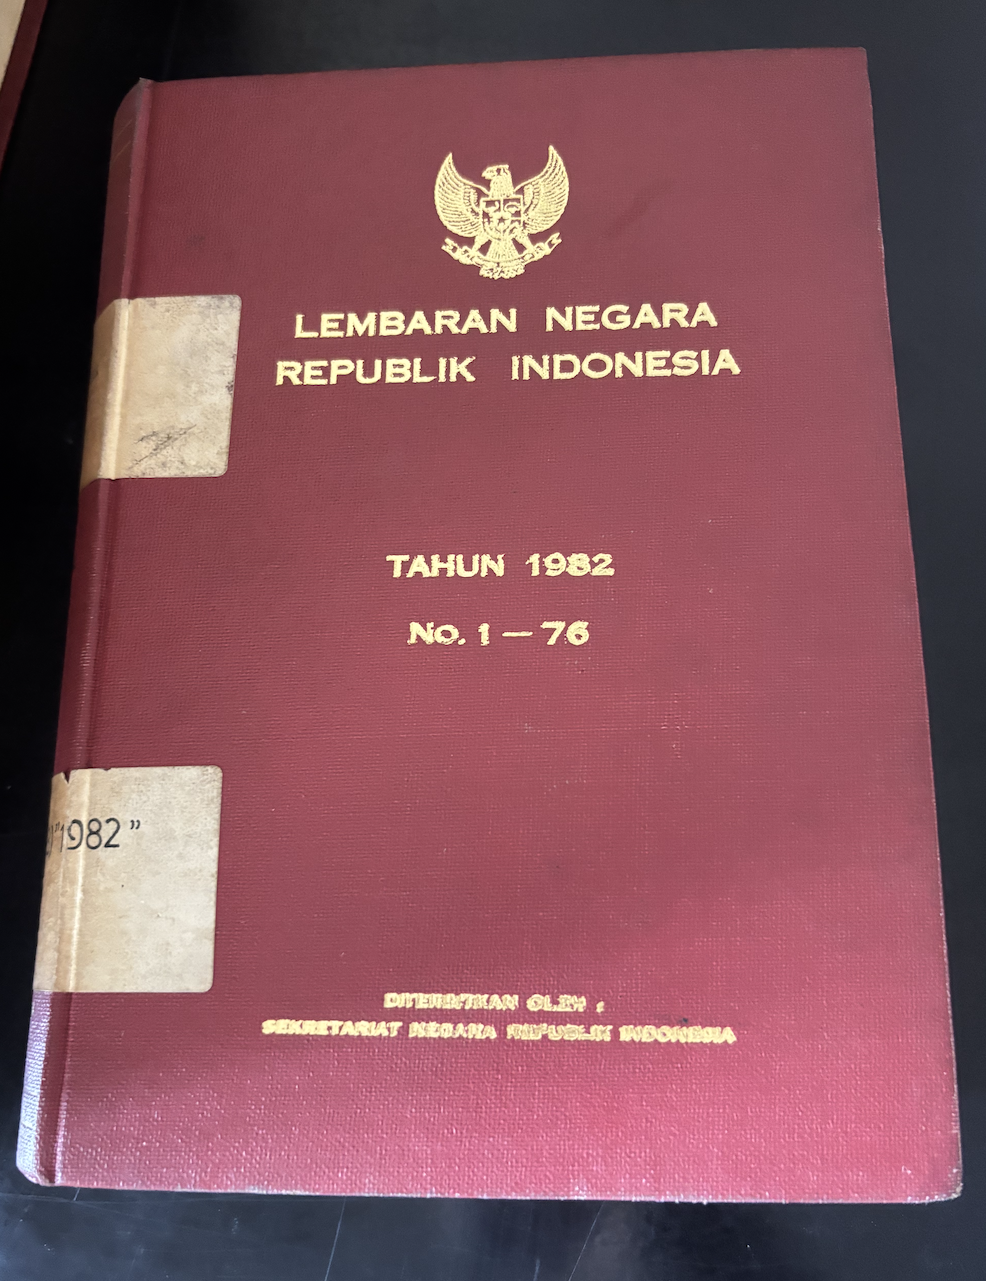 LEMBARAN NEGARA
REPUBLIK INDONESIA
TAHUN 1982
No. 1 — 76
"1982"
DITERBITKAN OLEH :
SEKRETARIAT NEGARA REPUBLIK INDONESIA